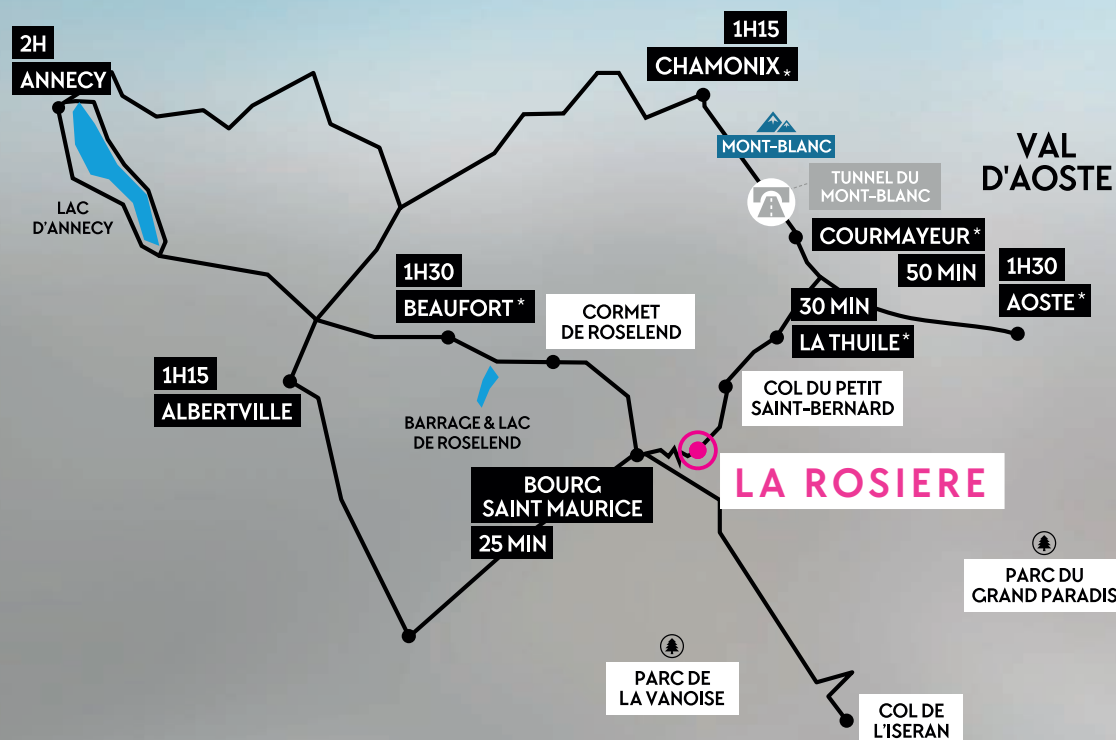 2H
ANNECY
1H15
CHAMONIX*
MONT-BLANC
TUNNEL DU
MONT-BLANC
VAL
D'AOSTE
LAC
D'ANNECY
COURMAYEUR*
50 MIN
1H30
AOSTE*
1H30
BEAUFORT*
CORMET
DE ROSELEND
30 MIN
LA THUILE*
1H15
ALBERTVILLE
COL DU PETIT
SAINT-BERNARD
BARRAGE & LAC
DE ROSELEND
LA ROSIERE
BOURG
SAINT MAURICE
25 MIN
PARC DU
GRAND PARADIS
PARC DE
LA VANOISE
COL DE
L'ISERAN